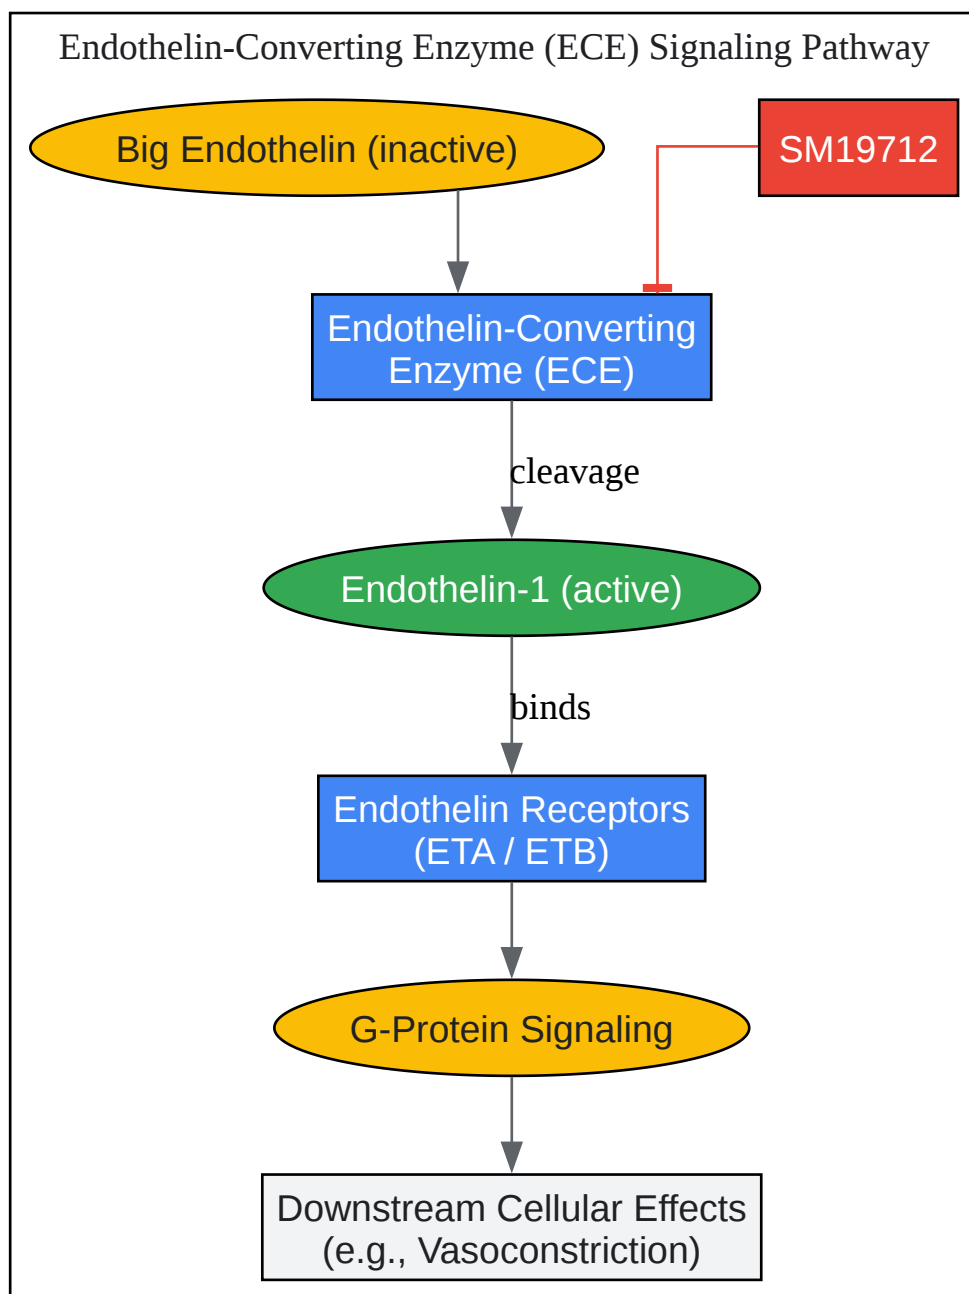 Endothelin-Converting Enzyme (ECE) Signaling Pathway
Big Endothelin (inactive)
SM19712
Endothelin-Converting
Enzyme (ECE)
cleavage
Endothelin-1 (active)
binds
Endothelin Receptors
(ETA / ETB)
G-Protein Signaling
Downstream Cellular Effects
(e.g., Vasoconstriction)